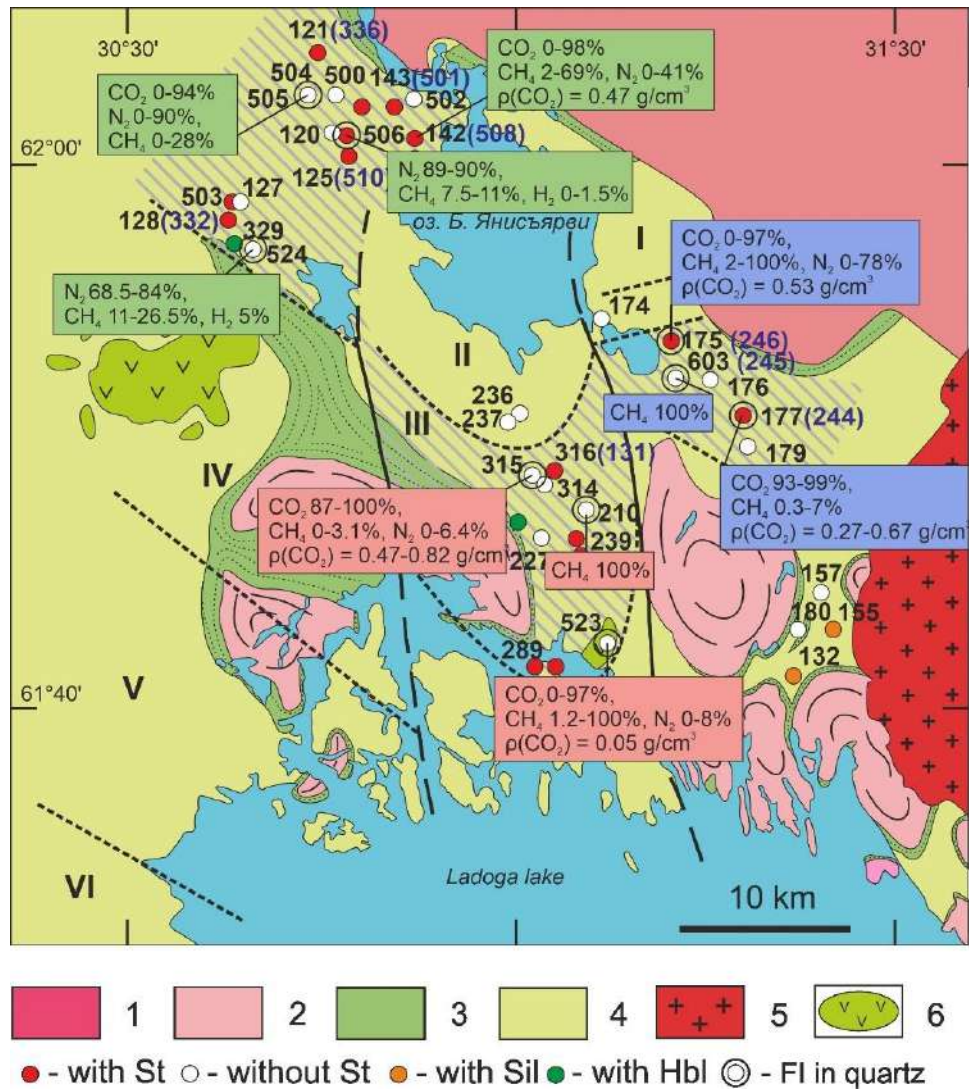 30°30'
31°30'
121(336)
504 500 143(501)
505
502
CO₂ 0-94%
N₂ 0-90%
CH₄ 0-28%
CO₂ 0-98%
CH₄ 2-69%, N₂ 0-41%
ρ(CO₂) = 0.47 g/cm³
120 506 142(508)
62°00'
125(510)
N₂ 89-90%
CH₄ 7.5-11%, H₂ 0-1.5%
оз. Б. Янисъярви
503 127
128(332)
329
524
I
CO₂ 0-97%,
CH₄ 2-100%, N₂ 0-78%
ρ(CO₂) = 0.53 g/cm³
N₂ 68.5-84%,
CH₄ 11-26.5%, H₂ 5%
174
175 (246)
603 (245)
176
II
236
237
CH₄ 100%
177(244)
III
179
316(131)
315
314
IV
210
CO₂ 87-100%,
CH₄ 0-3.1%, N₂ 0-6.4%
ρ(CO₂) = 0.47-0.82 g/cm³
CO₂ 93-99%,
CH₄ 0.3-7%
ρ(CO₂) = 0.27-0.67 g/cm³
227 239
CH₄ 100%
157
180 155
523
289
132
V
61°40'
CO₂ 0-97%,
CH₄ 1.2-100%, N₂ 0-8%
ρ(CO₂) = 0.05 g/cm³
VI
Ladoga lake
10 km
1 2 3 4 5 6
- with St - without St - with Sil - with Hbl - FI in quartz